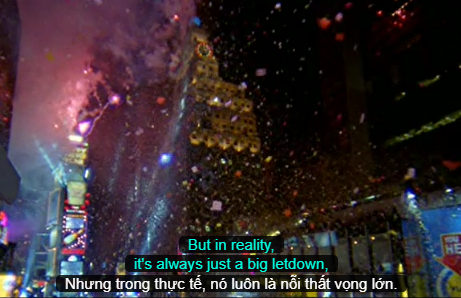 But in reality,
it's always just a big letdown,
Nhưng trong thực tế, nó luôn là nỗi thất vọng lớn.